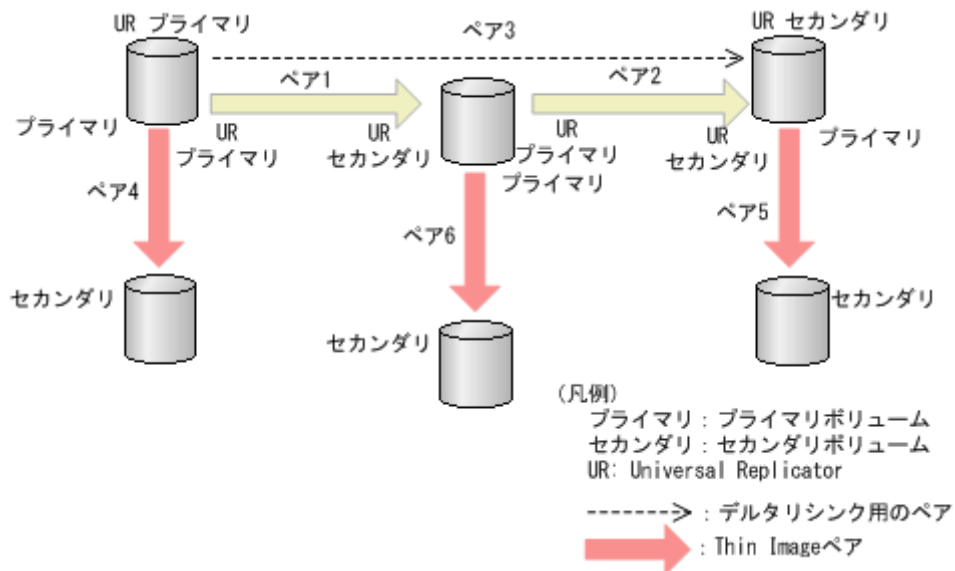 UR プライマリ
ペア3
UR セカンダリ
ペア1
ペア2
プライマリ
UR
プライマリ
UR
セカンダリ
UR
プライマリ
プライマリ
UR
セカンダリ
プライマリ
ペア4
ペア6
ペア5
セカンダリ
セカンダリ
セカンダリ
(凡例)
プライマリ：プライマリボリューム
セカンダリ：セカンダリボリューム
UR: Universal Replicator
：デルタリシンク用のペア
：Thin Imageペア